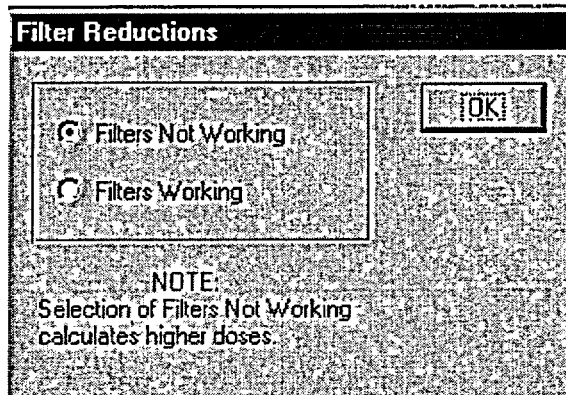 Filter Reductions
OK
Filters Not Working
Filters Working
NOTE:
Selection of Filters Not Working
calculates higher doses.